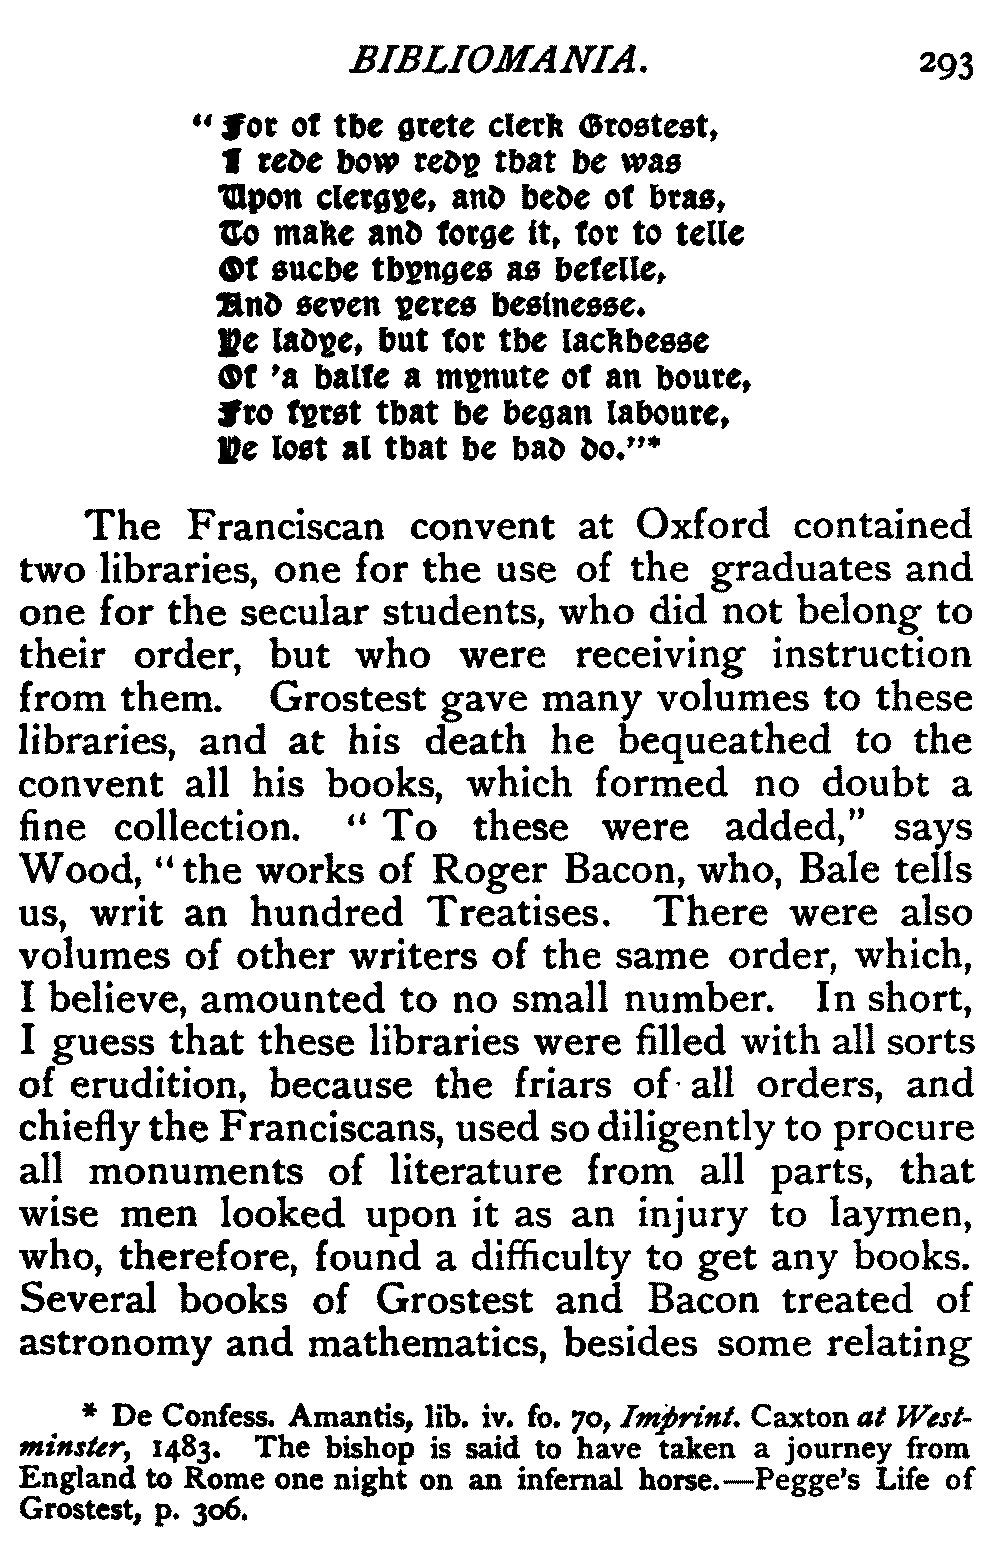 BIBLIOMANIA. 293
“For of the grete clerk Grostest,
I rede how redy that he was
Upon clergye, and hede of bras,
To make and forge it, for to telle
Of suche thynges as befelle,
And seven yeres besinesse.
He ladye, but for the lackhesse
Of 'a halfe a mynute of an houre,
Fro fyrst that he began laboure,
He lost al that he had do.”*
The Franciscan convent at Oxford contained
two libraries, one for the use of the graduates and
one for the secular students, who did not belong to
their order, but who were receiving instruction
from them. Grostest gave many volumes to these
libraries, and at his death he bequeathed to the
convent all his books, which formed no doubt a
fine collection. “To these were added,” says
Wood, “the works of Roger Bacon, who, Bale tells
us, writ an hundred Treatises. There were also
volumes of other writers of the same order, which,
I believe, amounted to no small number. In short,
I guess that these libraries were filled with all sorts
of erudition, because the friars of all orders, and
chiefly the Franciscans, used so diligently to procure
all monuments of literature from all parts, that
wise men looked upon it as an injury to laymen,
who, therefore, found a difficulty to get any books.
Several books of Grostest and Bacon treated of
astronomy and mathematics, besides some relating
* De Confess. Amantis, lib. iv. fo. 70, Imprint. Caxton at West-
minster, 1483. The bishop is said to have taken a journey from
England to Rome one night on an infernal horse.—Pegge's Life of
Grostest, p. 306.